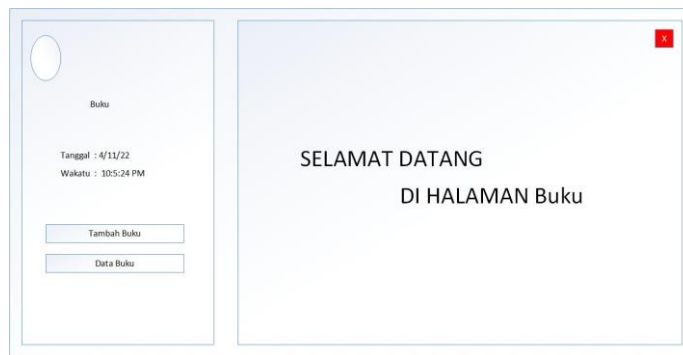 Buku
Tanggal : 4/11/22
Wakatu : 10:5:24 PM
Tambah Buku
Data Buku
X
SELAMAT DATANG
DI HALAMAN Buku